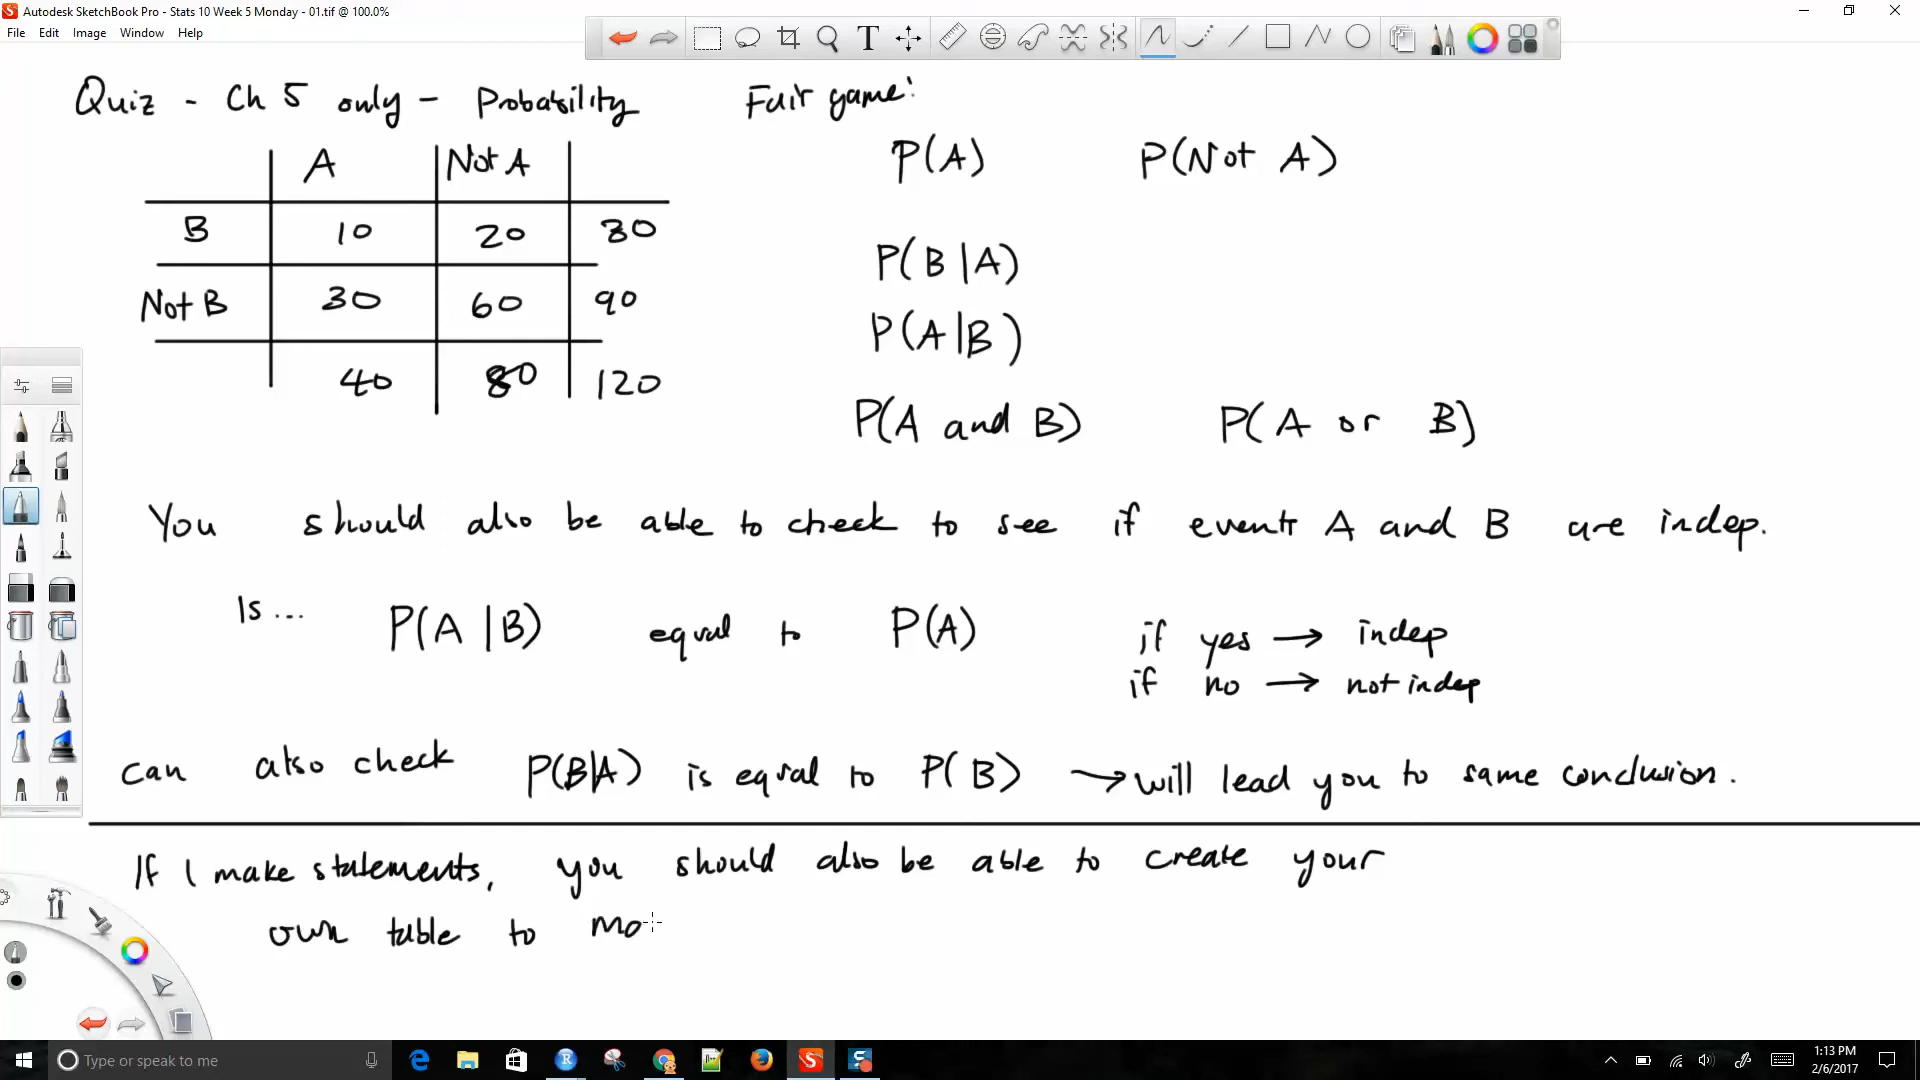 Autodesk SketchBook Pro - Stats 10 Week 5 Monday - 01.tif @ 100.0%
File Edit Image Window Help
Quiz - Ch 5 only - Probability Fair game:
P(A) P(Not A)
A Not A
B 10 20 30
P(B|A)
Not B 30 60 90
P(A|B)
40 80 120
P(A and B) P(A or B)
You should also be able to check to see if events A and B are indep.
Is... P(A|B) equal to P(A) if yes → indep
if no → not indep
can also check P(B|A) is equal to P(B) → will lead you to same conclusion.
If I make statements, you should also be able to create your
own table to mo
Type or speak to me
1:13 PM
2/6/2017